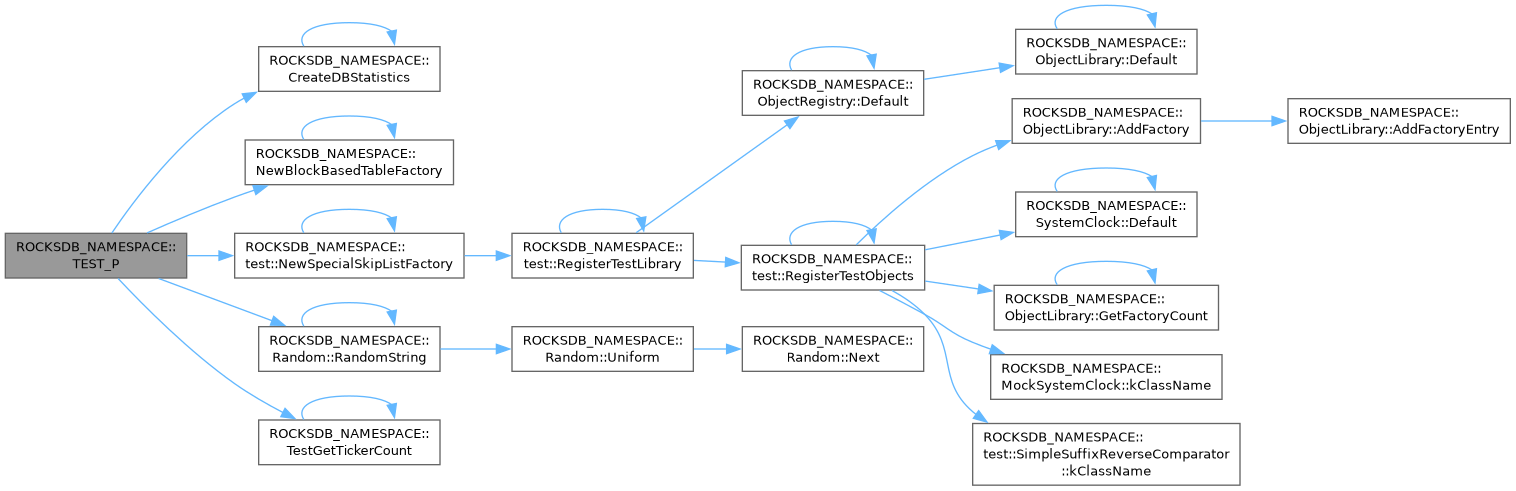 ROCKSDB_NAMESPACE::
TEST_P
ROCKSDB_NAMESPACE::
CreateDBStatistics
ROCKSDB_NAMESPACE::
NewBlockBasedTableFactory
ROCKSDB_NAMESPACE::
test::NewSpecialSkipListFactory
ROCKSDB_NAMESPACE::
Random::RandomString
ROCKSDB_NAMESPACE::
TestGetTickerCount
ROCKSDB_NAMESPACE::
test::RegisterTestLibrary
ROCKSDB_NAMESPACE::
Random::Uniform
ROCKSDB_NAMESPACE::
ObjectRegistry::Default
ROCKSDB_NAMESPACE::
test::RegisterTestObjects
ROCKSDB_NAMESPACE::
Random::Next
ROCKSDB_NAMESPACE::
ObjectLibrary::Default
ROCKSDB_NAMESPACE::
ObjectLibrary::AddFactory
ROCKSDB_NAMESPACE::
SystemClock::Default
ROCKSDB_NAMESPACE::
ObjectLibrary::GetFactoryCount
ROCKSDB_NAMESPACE::
MockSystemClock::kClassName
ROCKSDB_NAMESPACE::
test::SimpleSuffixReverseComparator
::kClassName
ROCKSDB_NAMESPACE::
ObjectLibrary::AddFactoryEntry